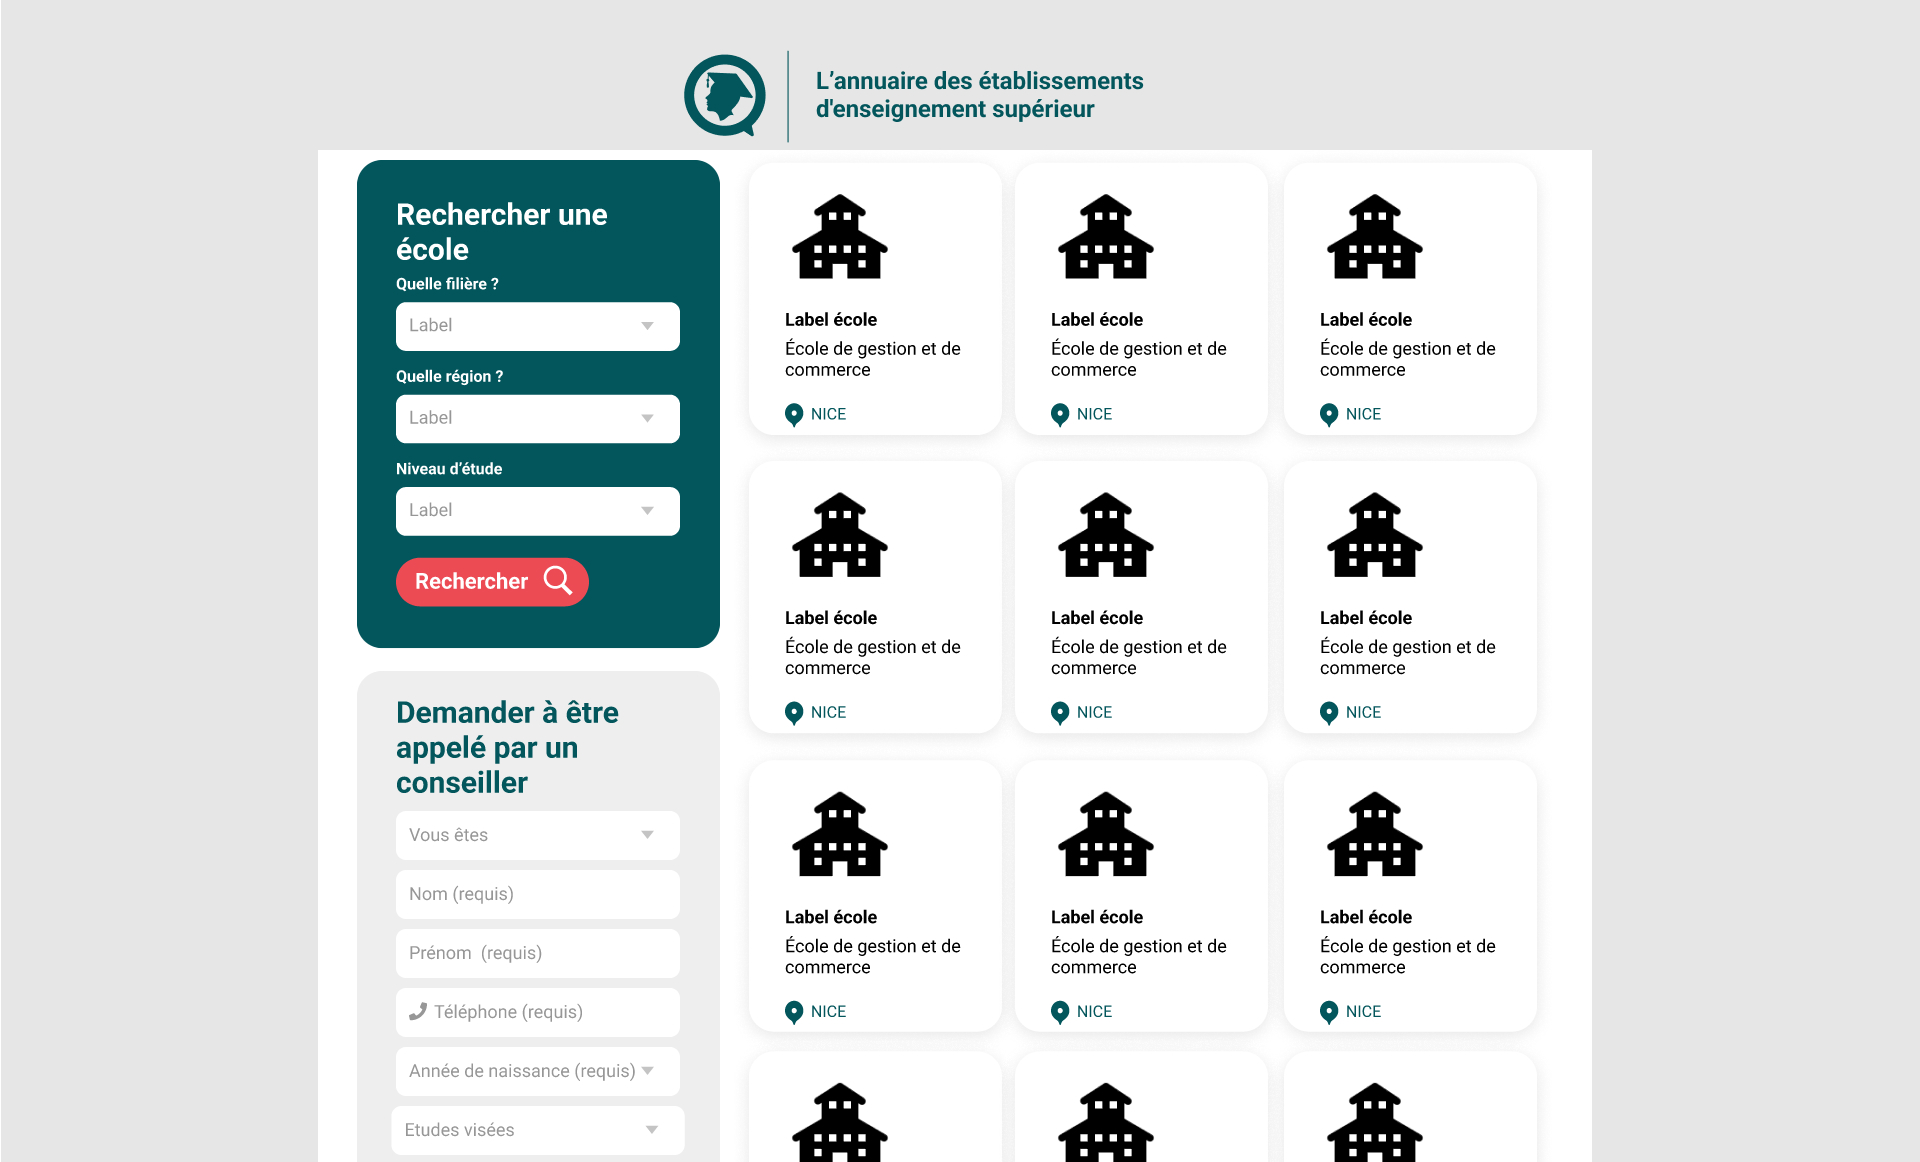 L’annuaire des établissements
d'enseignement supérieur
Rechercher une
école
Quelle filière ?
Label
Quelle région ?
Label
Niveau d’étude
Label
Rechercher
Demander à être
appelé par un
conseiller
Vous êtes
Nom (requis)
Prénom  (requis)
Téléphone (requis)
Année de naissance (requis)
Etudes visées
Label école
École de gestion et de
commerce
NICE
Label école
École de gestion et de
commerce
NICE
Label école
École de gestion et de
commerce
NICE
Label école
École de gestion et de
commerce
NICE
Label école
École de gestion et de
commerce
NICE
Label école
École de gestion et de
commerce
NICE
Label école
École de gestion et de
commerce
NICE
Label école
École de gestion et de
commerce
NICE
Label école
École de gestion et de
commerce
NICE